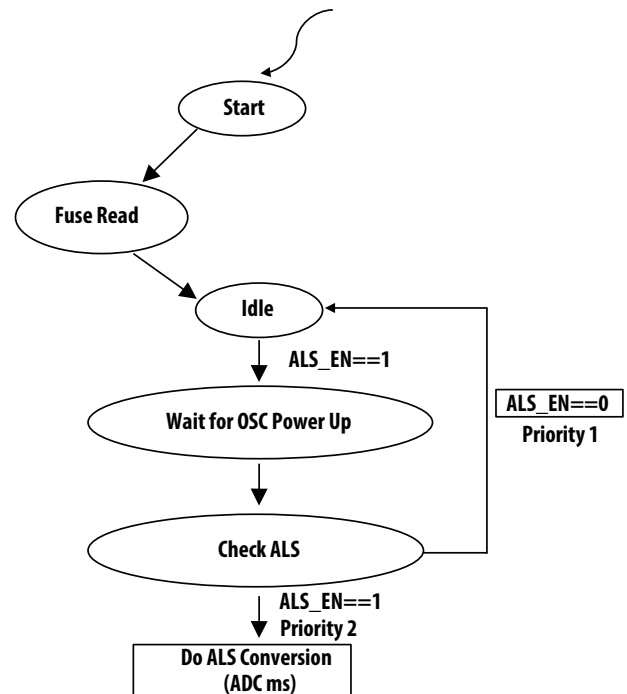 Start
Fuse Read
Idle
ALS_EN==1
Wait for OSC Power Up
ALS_EN==0
Priority 1
Check ALS
ALS_EN==1
Priority 2
Do ALS Conversion
(ADC ms)